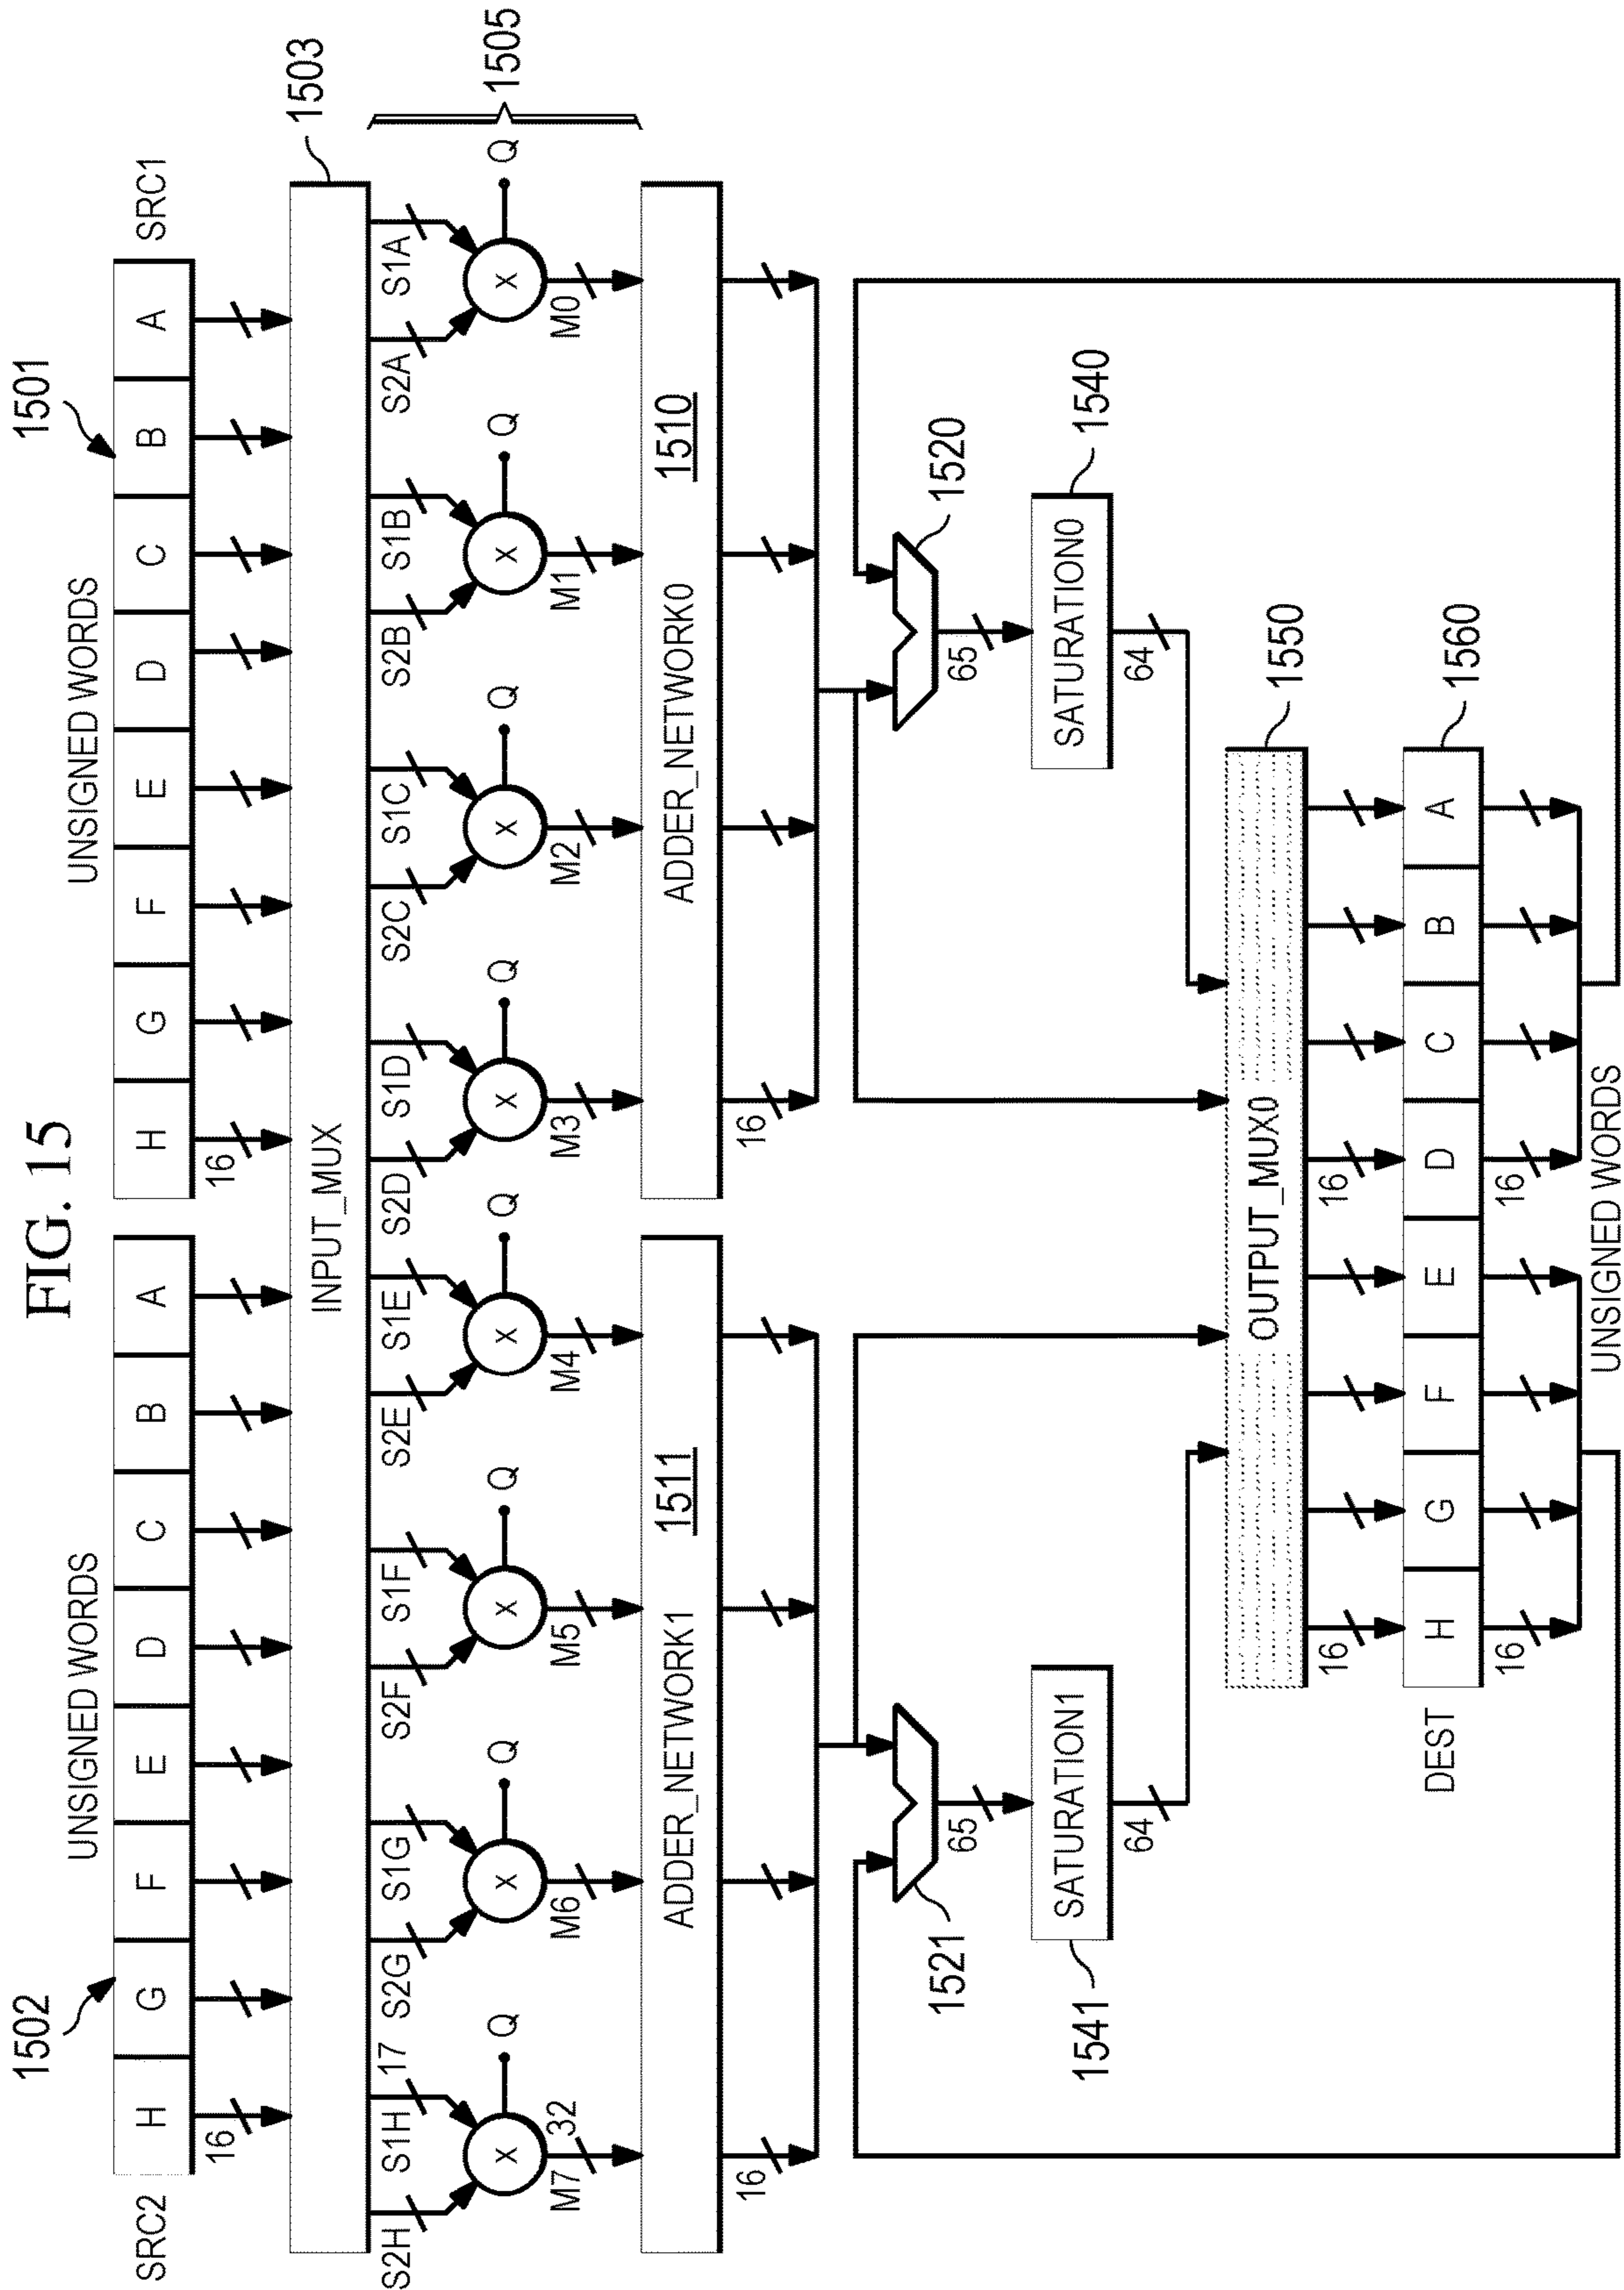 FIG. 15
1502
1501
UNSIGNED WORDS
UNSIGNED WORDS
SRC2
H G F E D C B A
H G F E D C B A
SRC1
16
16
INPUT_MUX
1503
S2H S1H 17 S2G S1G S2F S1F S2E S1E S2D S1D S2C S1C S2B S1B S2A S1A
X Q X Q X Q X Q X Q X Q X Q X Q
1505
M7 32 M6 M5 M4 M3 M2 M1 M0
ADDER_NETWORK1 1511
ADDER_NETWORK0 1510
16
16
1521
1520
65
65
1541
SATURATION1
SATURATION0
1540
64
64
OUTPUT_MUX0
1550
16
16
DEST
H G F E D C B A
1560
16
16
UNSIGNED WORDS